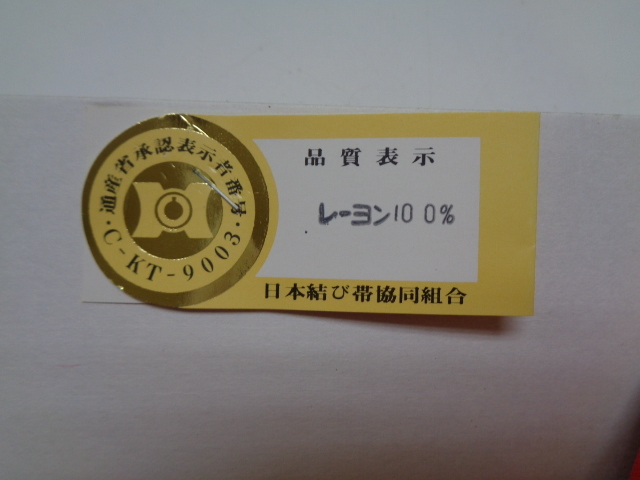 ・通産省承認表示者番号・
C-KT-9003
品質表示
レーヨン100%
日本結び帯協同組合